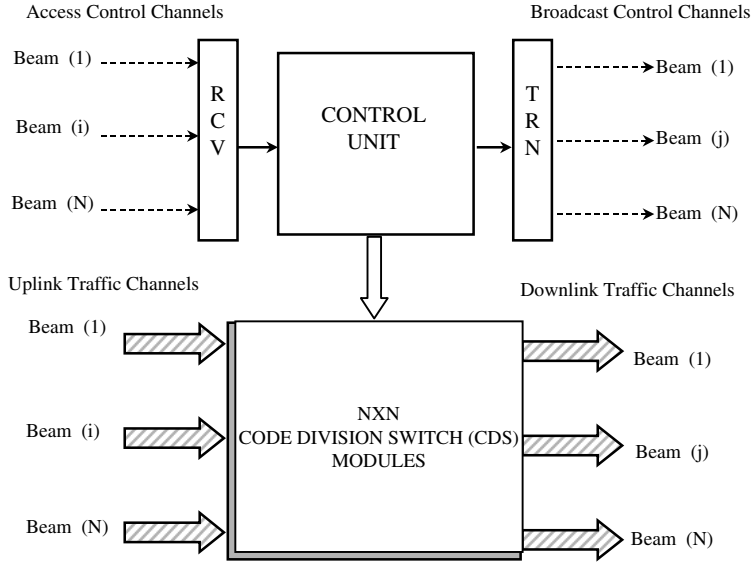 Access Control Channels
Broadcast Control Channels
Beam (1)
Beam (i)
Beam (N)
R
C
V
CONTROL
UNIT
T
R
N
Beam (1)
Beam (j)
Beam (N)
Uplink Traffic Channels
Downlink Traffic Channels
Beam (1)
Beam (i)
Beam (N)
NXN
CODE DIVISION SWITCH (CDS)
MODULES
Beam (1)
Beam (j)
Beam (N)